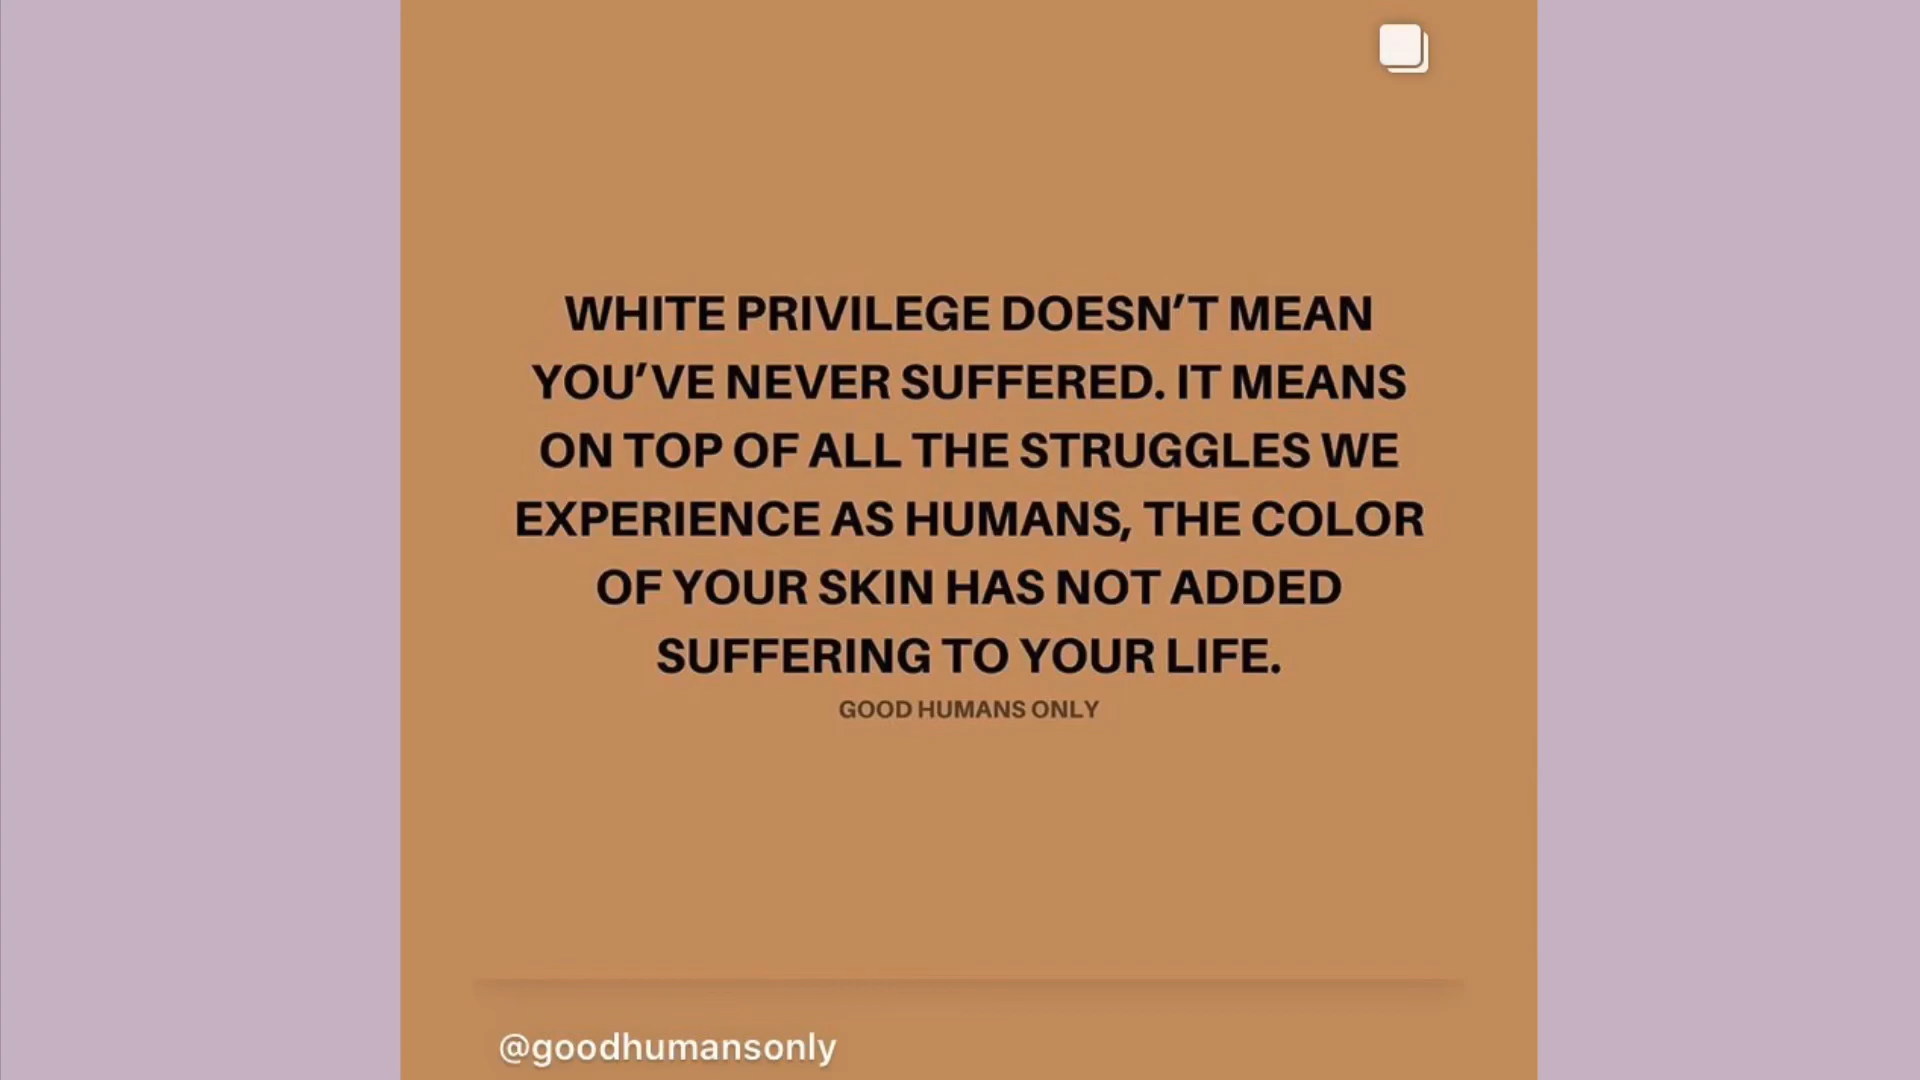 WHITE PRIVILEGE DOESN’T MEAN
YOU’VE NEVER SUFFERED. IT MEANS
ON TOP OF ALL THE STRUGGLES WE
EXPERIENCE AS HUMANS, THE COLOR
OF YOUR SKIN HAS NOT ADDED
SUFFERING TO YOUR LIFE.
GOOD HUMANS ONLY
@goodhumansonly